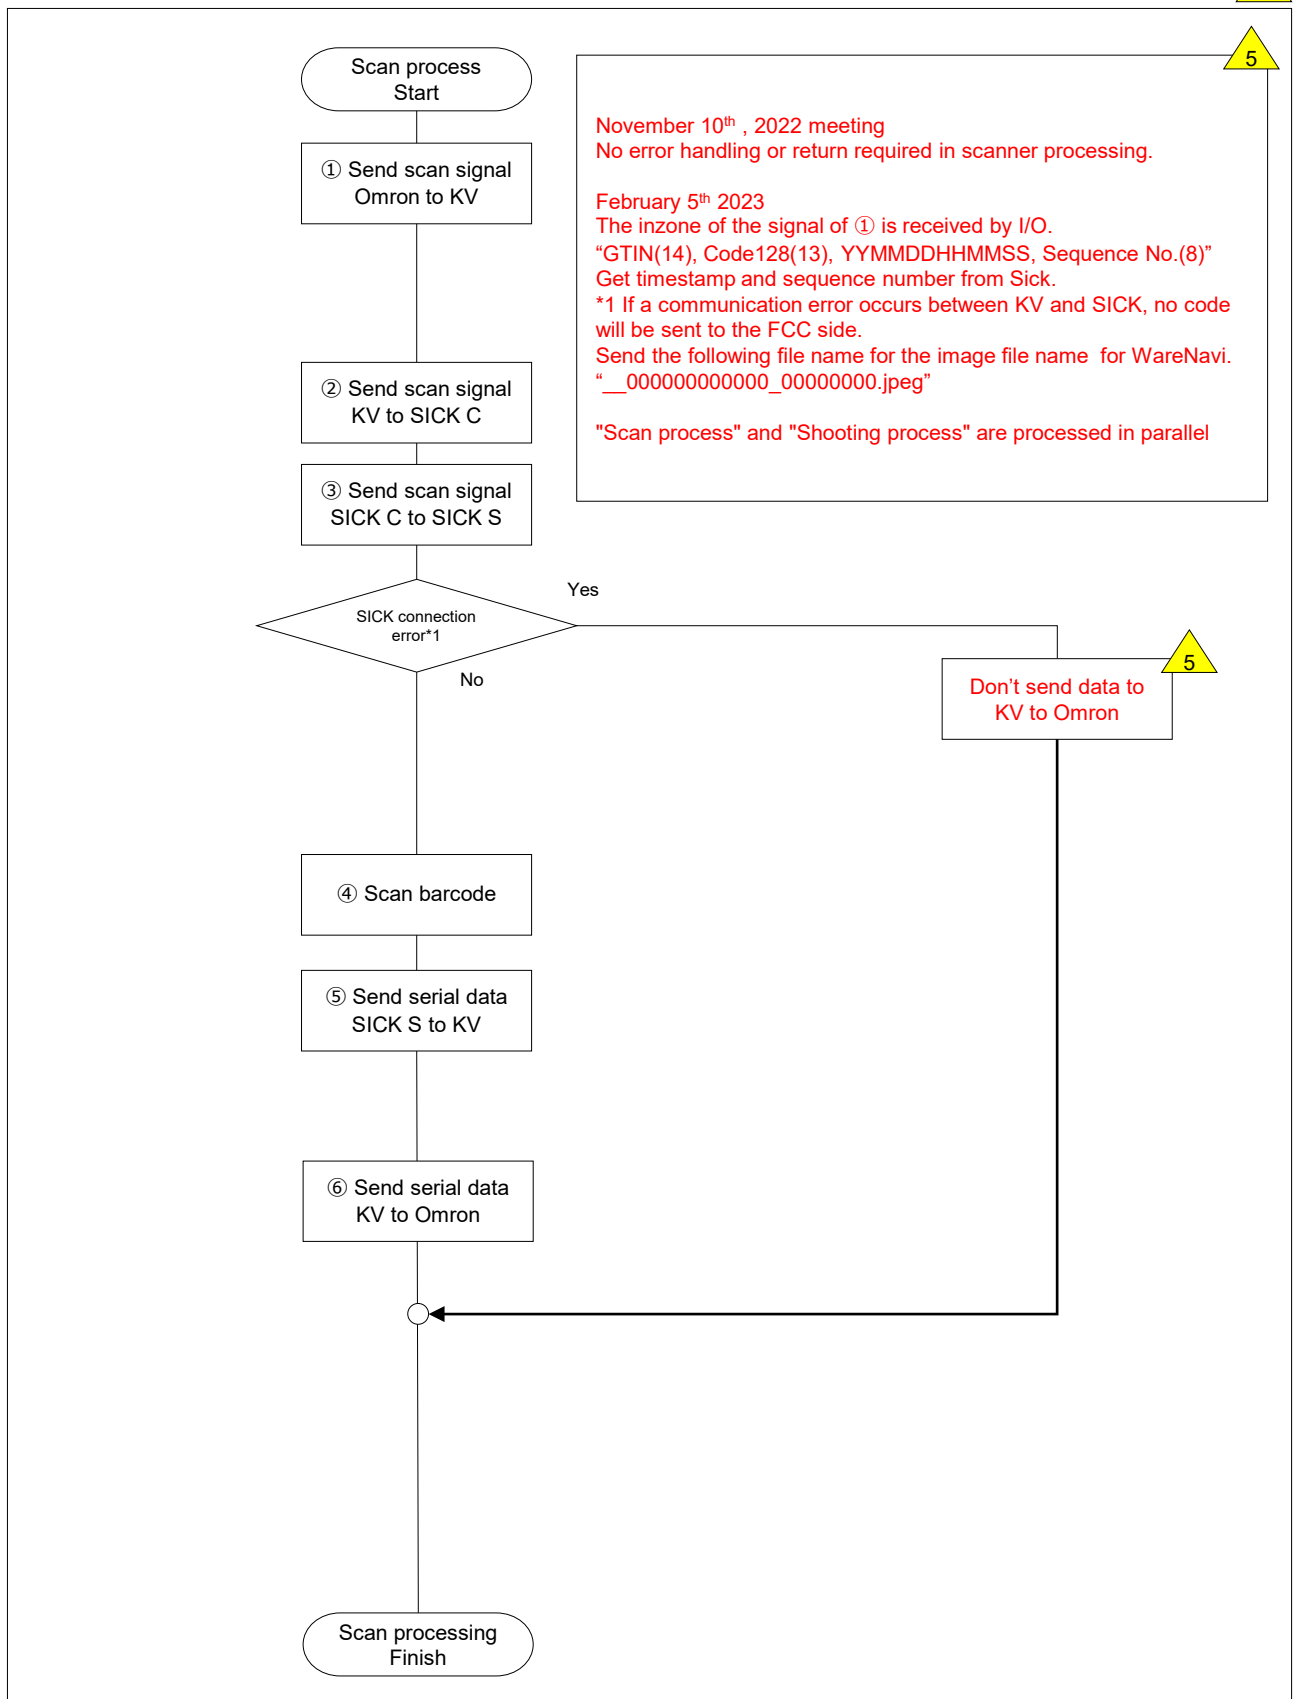 Scan process
Start
① Send scan signal
Omron to KV
5
November 10th , 2022 meeting
No error handling or return required in scanner processing.
February 5th 2023
The inzone of the signal of ① is received by I/O.
“GTIN(14), Code128(13), YYMMDDHHMMSS, Sequence No.(8)”
Get timestamp and sequence number from Sick.
*1 If a communication error occurs between KV and SICK, no code
will be sent to the FCC side.
Send the following file name for the image file name  for WareNavi.
“__000000000000_00000000.jpeg”
"Scan process" and "Shooting process" are processed in parallel
② Send scan signal
KV to SICK C
③ Send scan signal
SICK C to SICK S
SICK connection
error*1
Yes
No
5
Don’t send data to
KV to Omron
④ Scan barcode
⑤ Send serial data
SICK S to KV
⑥ Send serial data
KV to Omron
Scan processing
Finish